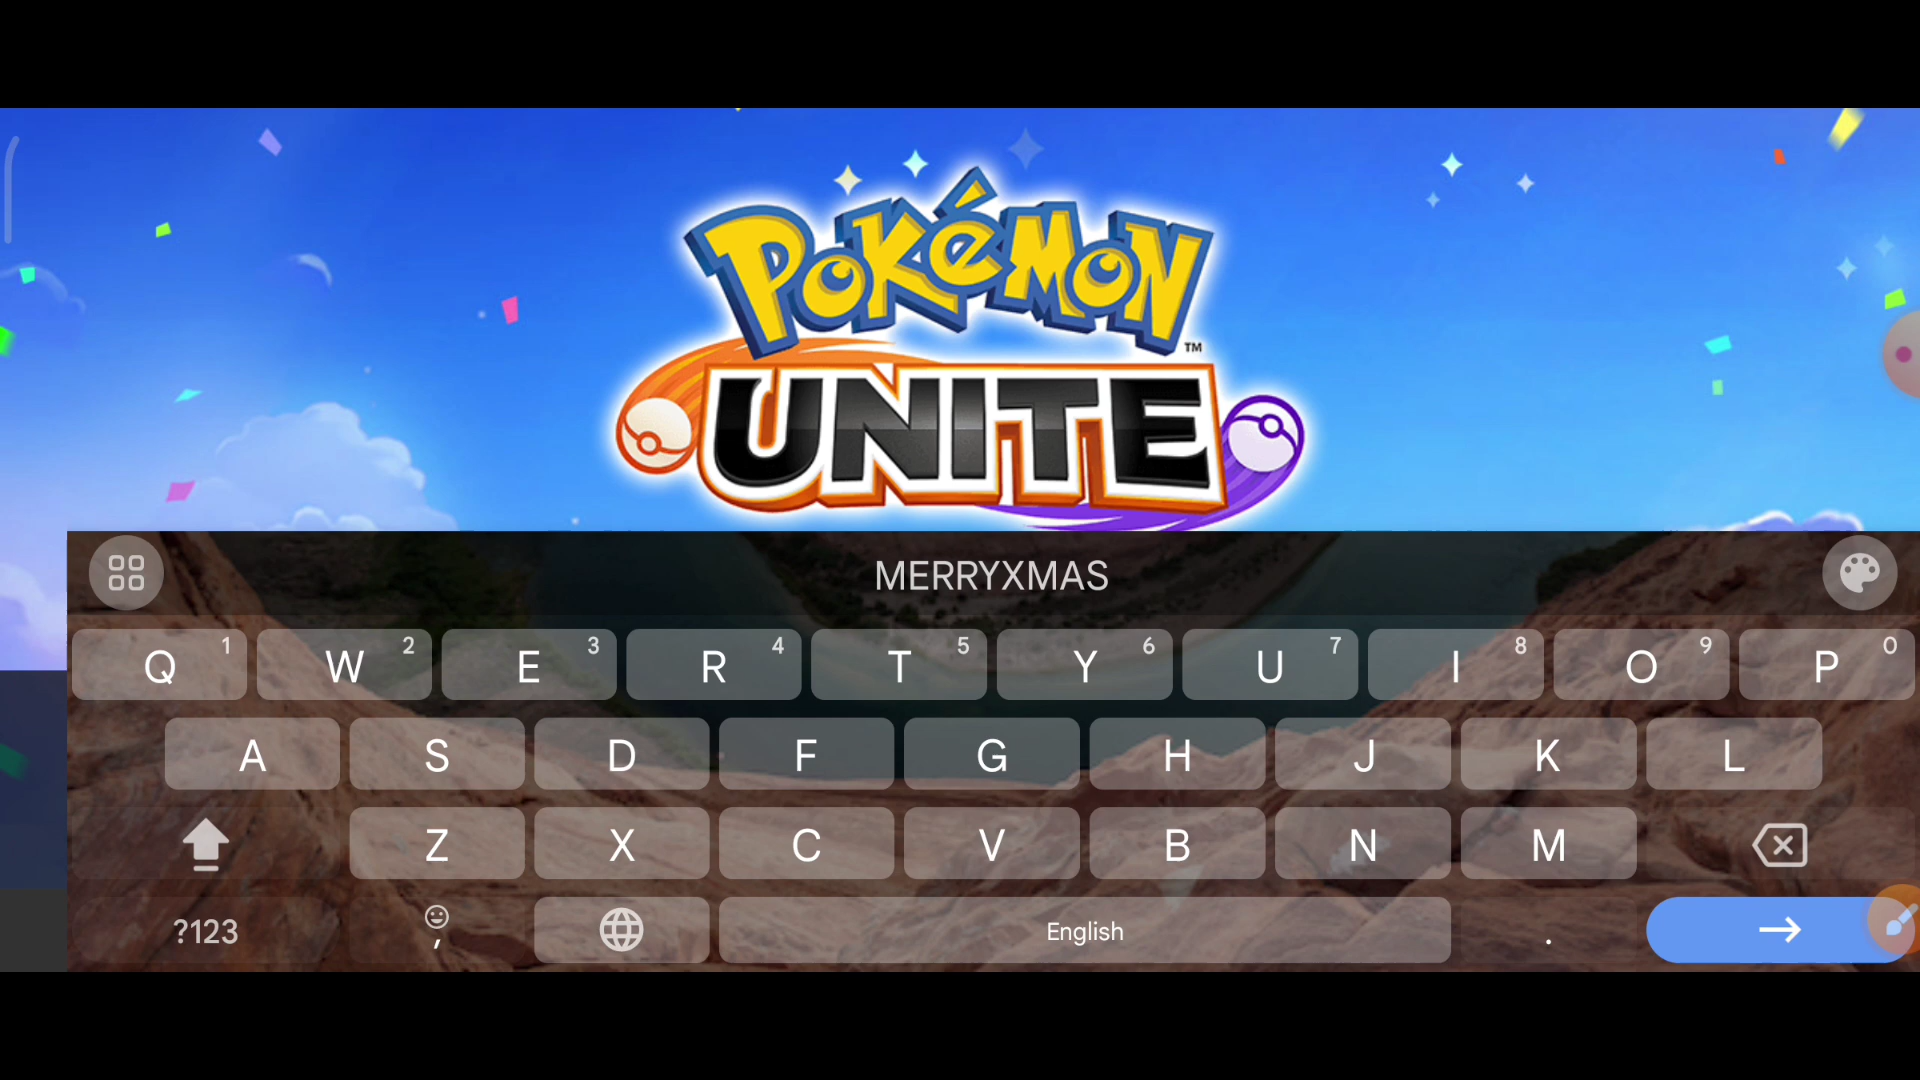 POKéMON
TM
UNITE
MERRYXMAS
Q 1 W 2 E 3 R 4 T 5 Y 6 U 7 I 8 O 9 P 0
A S D F G H J K L
Z X C V B N M
?123 , English .